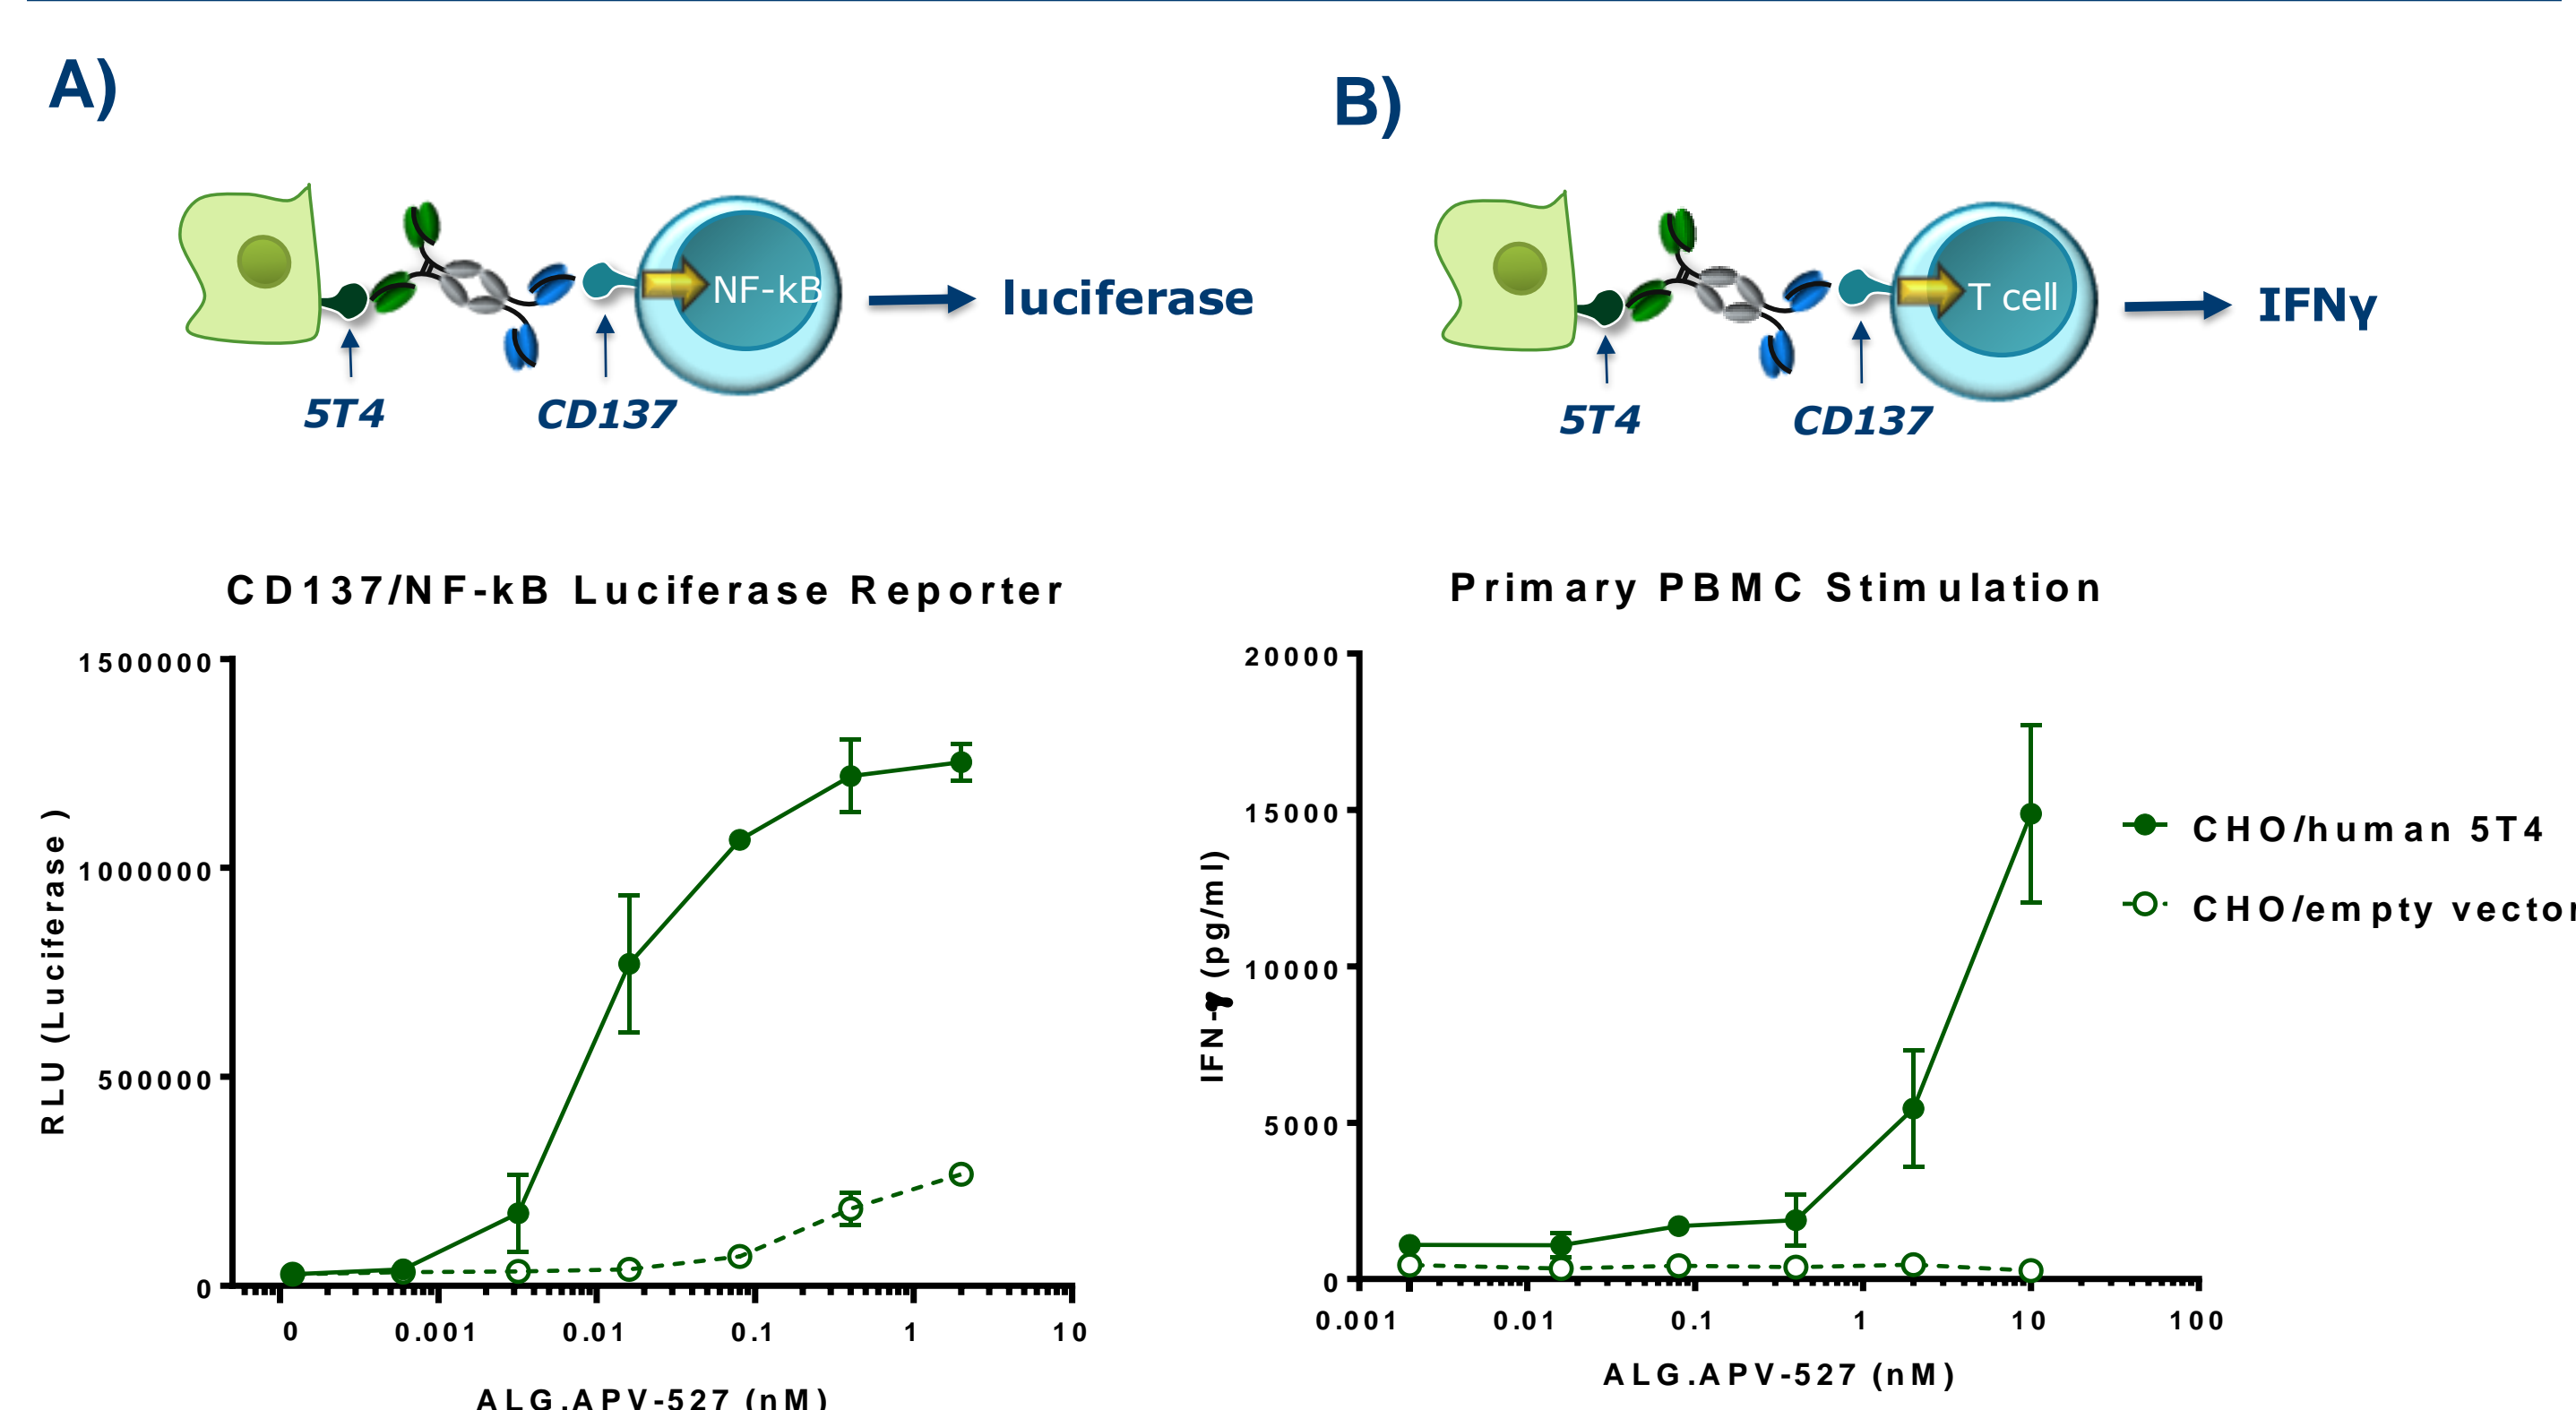 A)
NF-kB
luciferase
5T4
CD137
B)
T cell
IFNγ
5T4
CD137
CD137/NF-kB Luciferase Reporter
RLU (Luciferase)
1500000
1000000
500000
0
0 0.001 0.01 0.1 1 10
ALG.APV-527 (nM)
Primary PBMC Stimulation
IFN-γ (pg/ml)
20000
15000
10000
5000
0
0.001 0.01 0.1 1 10 100
ALG.APV-527 (nM)
CHO/human 5T4
CHO/empty vector